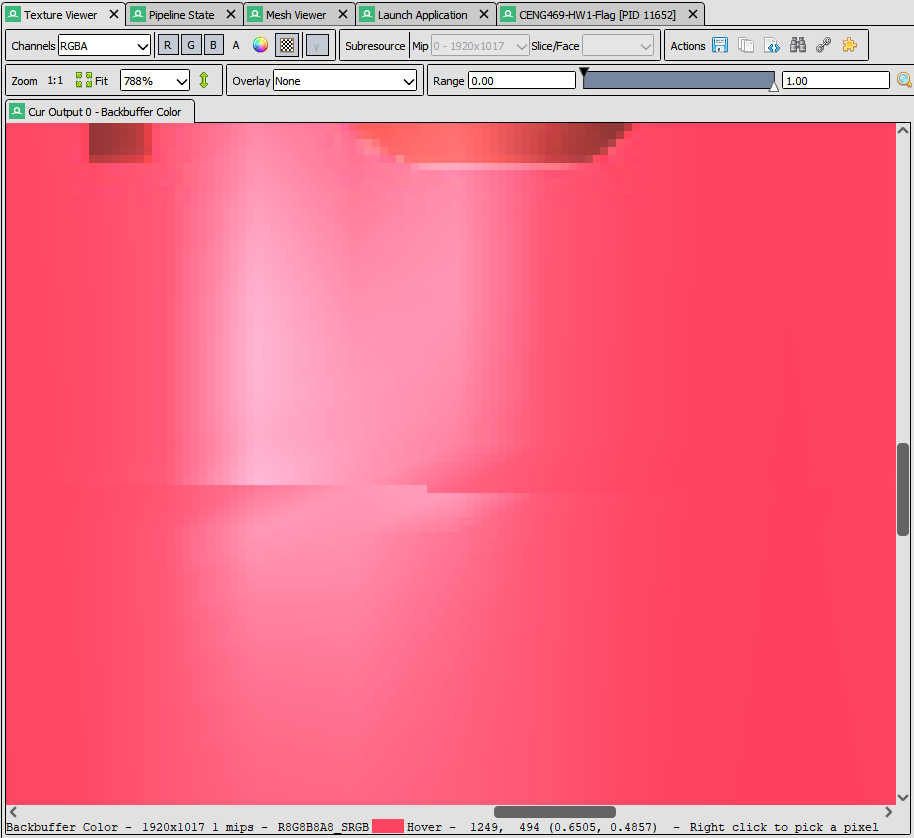 Texture Viewer Pipeline State Mesh Viewer Launch Application CENG469-HW1-Flag [PID 11652]
Channels RGBA R G B A γ Subresource Mip 0 - 1920x1017 Slice/Face Actions
Zoom 1:1 Fit 788% Overlay None Range 0.00 1.00
Cur Output 0 - Backbuffer Color
Backbuffer Color - 1920x1017 1 mips - R8G8B8A8_SRGB Hover - 1249, 494 (0.6505, 0.4857) - Right click to pick a pixel